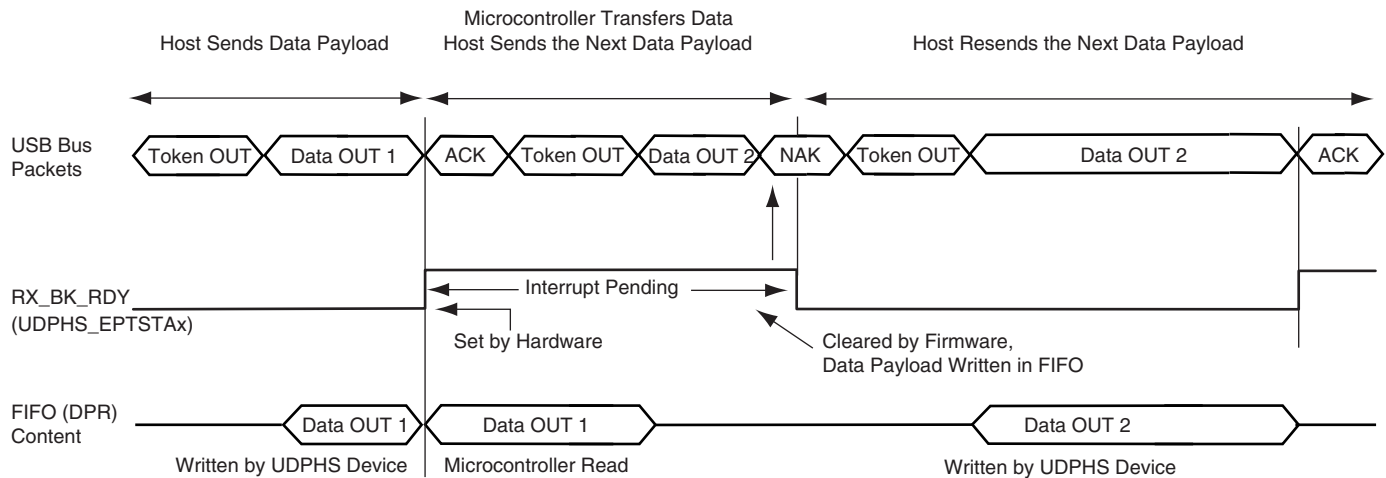 Host Sends Data Payload
Microcontroller Transfers Data
Host Sends the Next Data Payload
Host Resends the Next Data Payload
USB Bus
Packets
Token OUT
Data OUT 1
ACK
Token OUT
Data OUT 2
NAK
Token OUT
Data OUT 2
ACK
RX_BK_RDY
(UDPHS_EPTSTAx)
Interrupt Pending
Set by Hardware
Cleared by Firmware,
Data Payload Written in FIFO
FIFO (DPR)
Content
Data OUT 1
Data OUT 1
Data OUT 2
Written by UDPHS Device
Microcontroller Read
Written by UDPHS Device